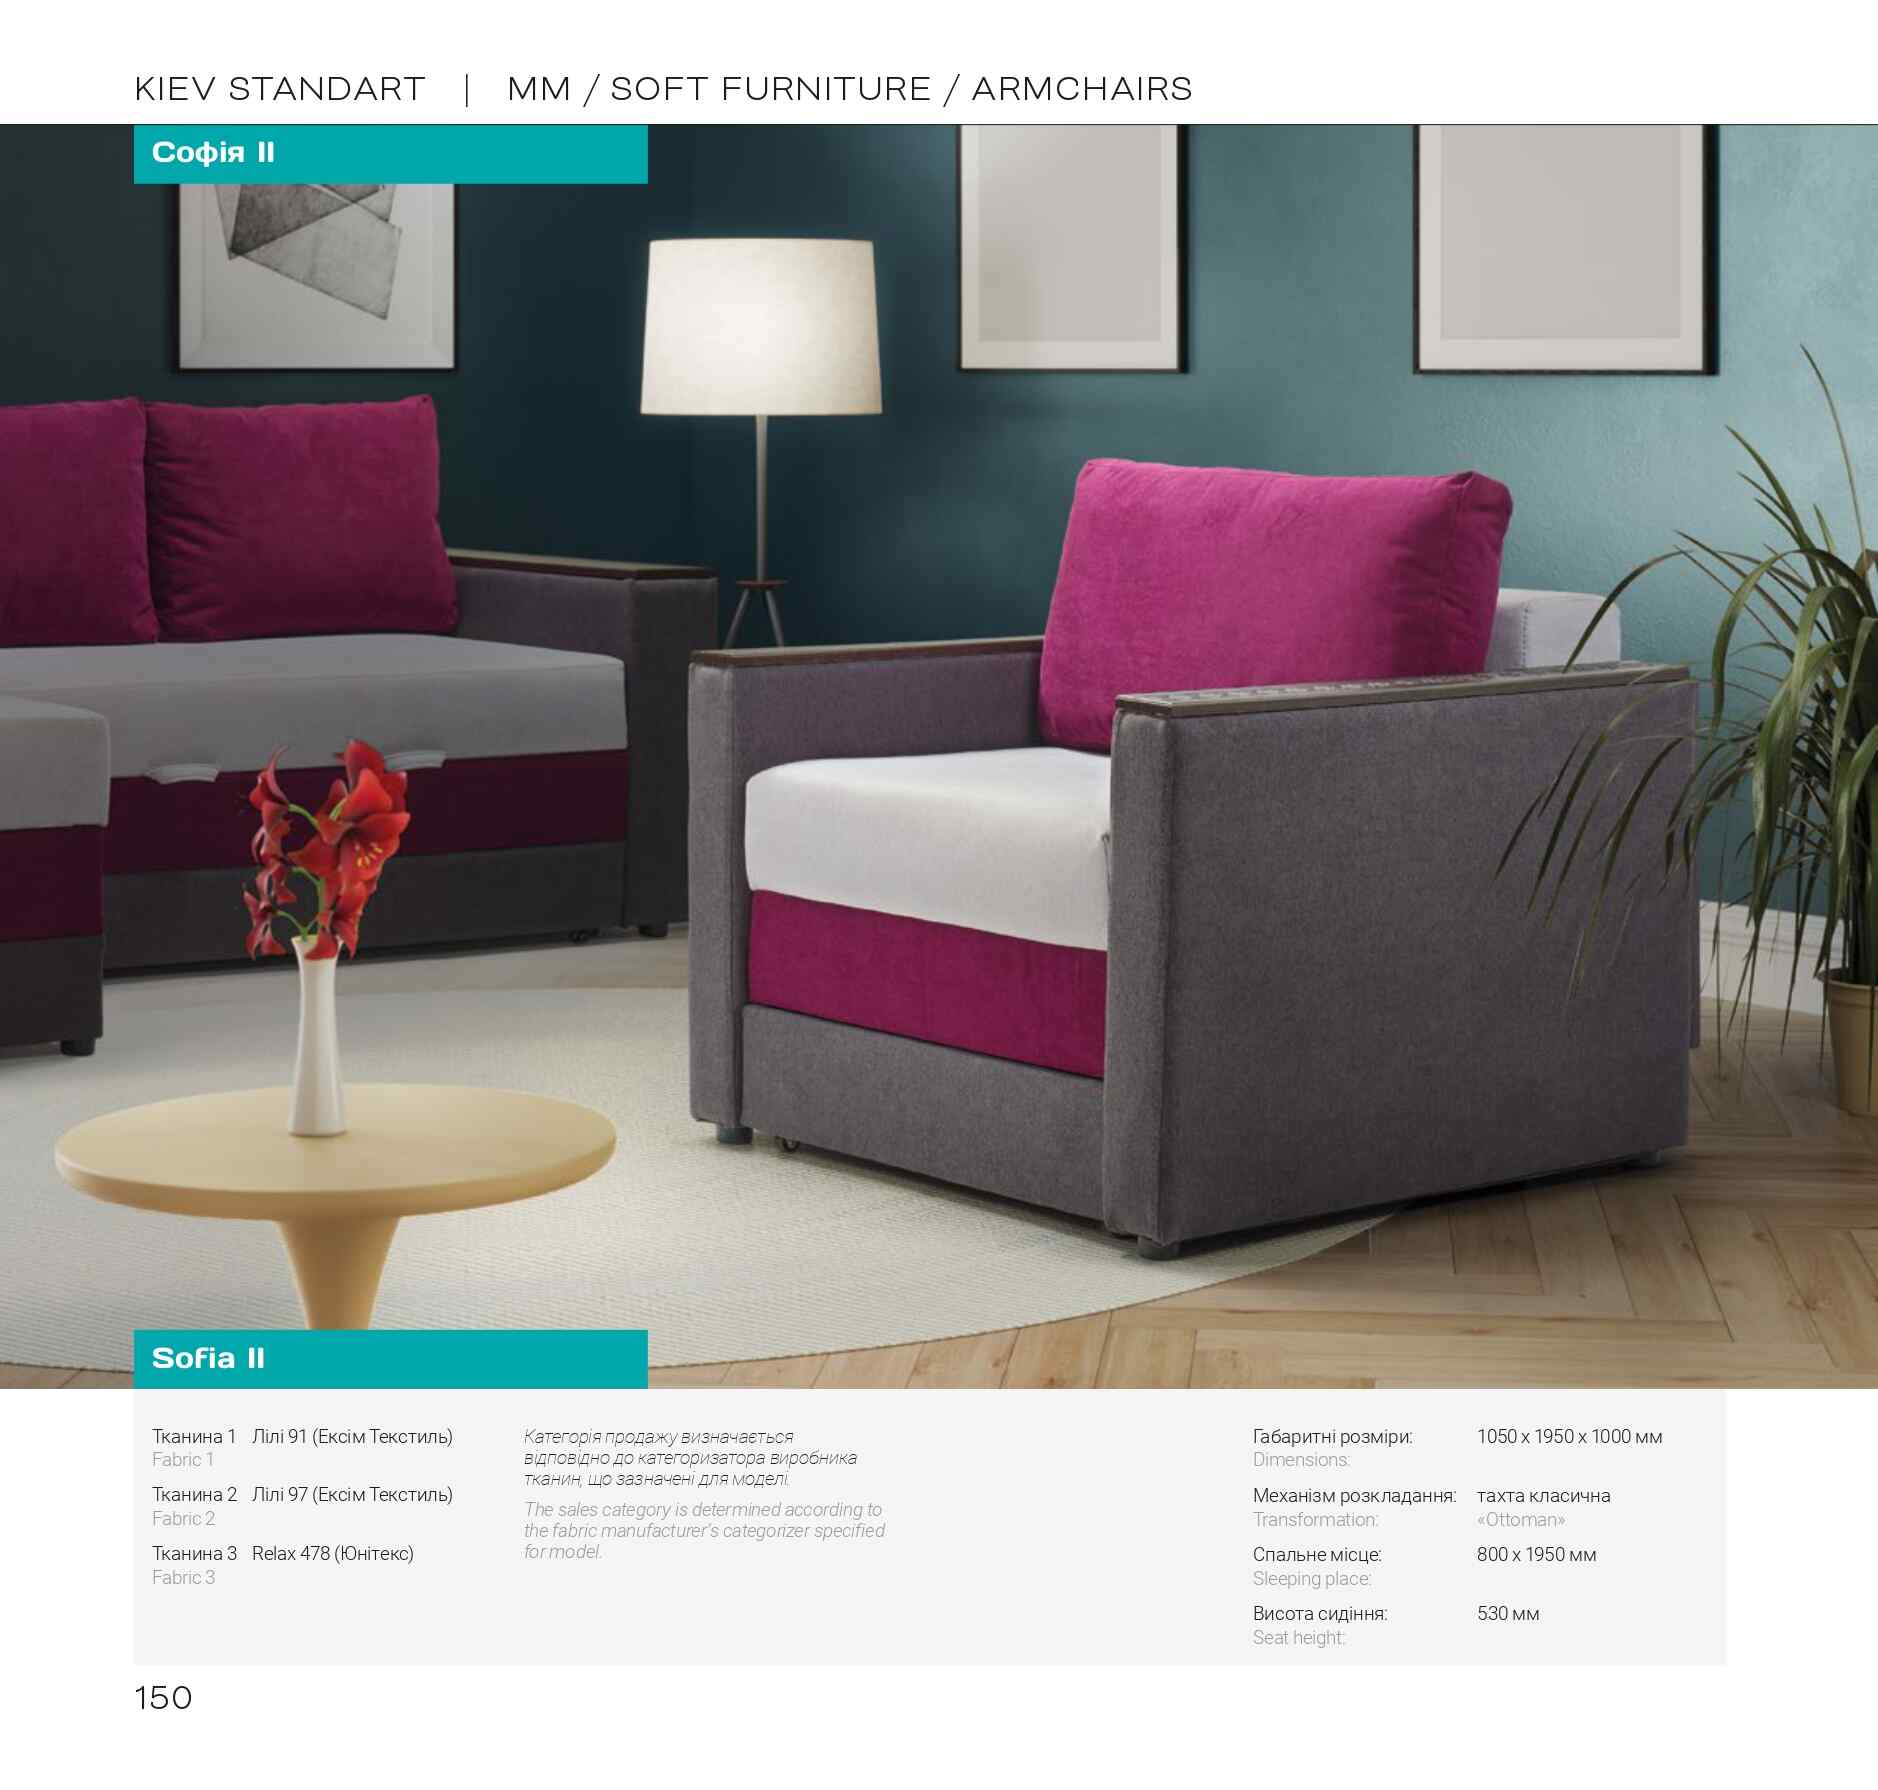 KIEV STANDART | MM / SOFT FURNITURE / ARMCHAIRS
Софія II
Sofia II
Тканина 1 Лілі 91 (Ексім Текстиль)
Fabric 1
Тканина 2 Лілі 97 (Ексім Текстиль)
Fabric 2
Тканина 3 Relax 478 (Юнітекс)
Fabric 3
Категорія продажу визначається
відповідно до категоризатора виробника
тканин, що зазначені для моделі.
The sales category is determined according to
the fabric manufacturer's categorizer specified
for model.
Габаритні розміри: 1050 х 1950 х 1000 мм
Dimensions:
Механізм розкладання: тахта класична
Transformation: «Ottoman»
Спальне місце: 800 х 1950 мм
Sleeping place:
Висота сидіння: 530 мм
Seat height:
150